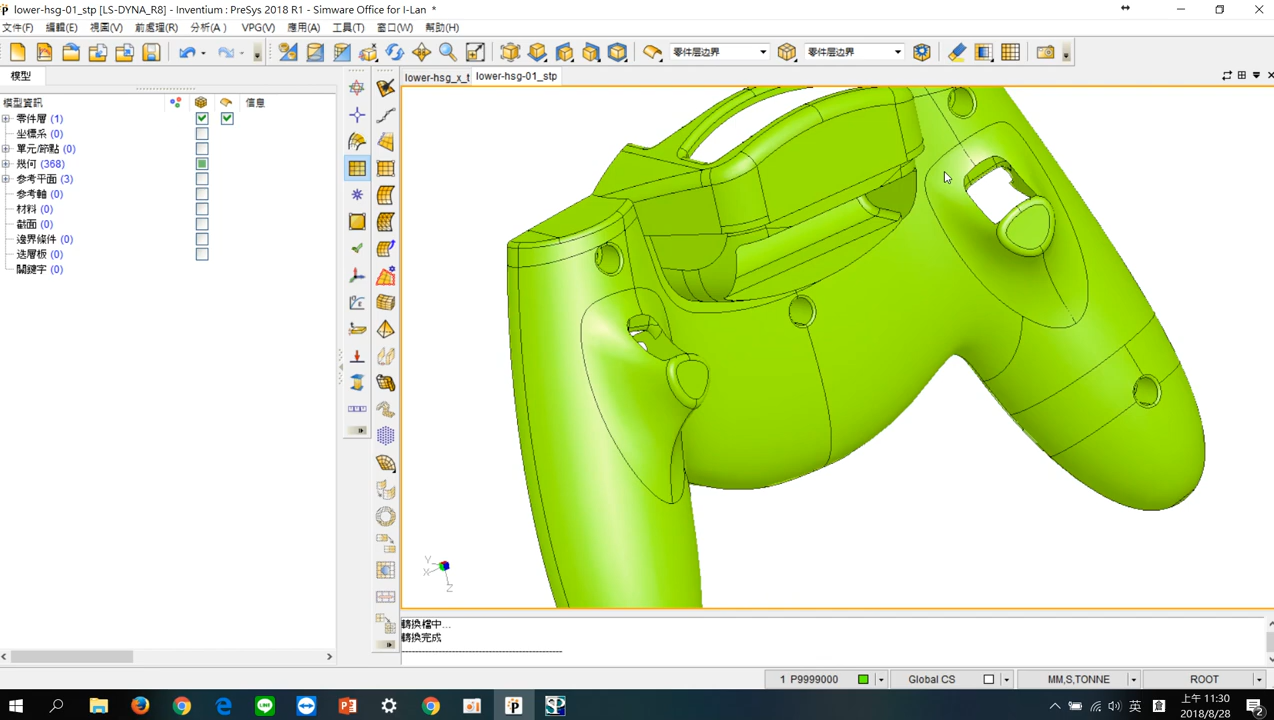 lower-hsg-01_stp [LS-DYNA_R8] - Inventium : PreSys 2018 R1 - Simware Office for I-Lan *
文件(F) 編輯(E) 視圖(V) 前處理(R) 分析(A) VPG(V) 應用(A) 工具(T) 窗口(W) 幫助(H)
零件层边界 零件层边界
模型
lower-hsg_x_t lower-hsg-01_stp
模型資訊 信息
零件層 (1)
坐標系 (0)
單元/節點 (0)
幾何 (368)
參考平面 (3)
參考軸 (0)
材料 (0)
截面 (0)
邊界條件 (0)
迭層板 (0)
關鍵字 (0)
Y
X
Z
轉換檔中...
轉換完成
1 P9999000 Global CS MM,S,TONNE ROOT
英
上午 11:30
2018/8/28
2